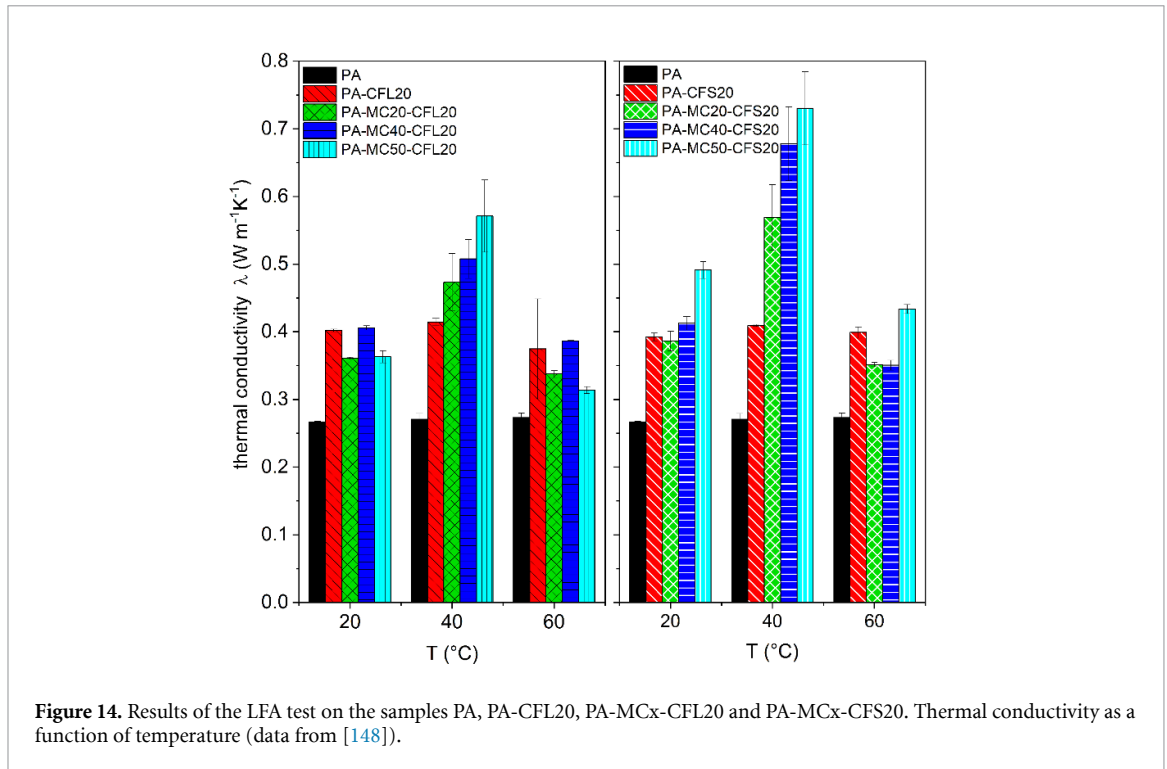 0.8
0.7
0.6
0.5
0.4
0.3
0.2
0.1
0.0
thermal conductivity λ (W m⁻¹K⁻¹)
PA
PA-CFL20
PA-MC20-CFL20
PA-MC40-CFL20
PA-MC50-CFL20
20 40 60
T (°C)
PA
PA-CFS20
PA-MC20-CFS20
PA-MC40-CFS20
PA-MC50-CFS20
20 40 60
T (°C)
Figure 14. Results of the LFA test on the samples PA, PA-CFL20, PA-MCx-CFL20 and PA-MCx-CFS20. Thermal conductivity as a
function of temperature (data from [148]).